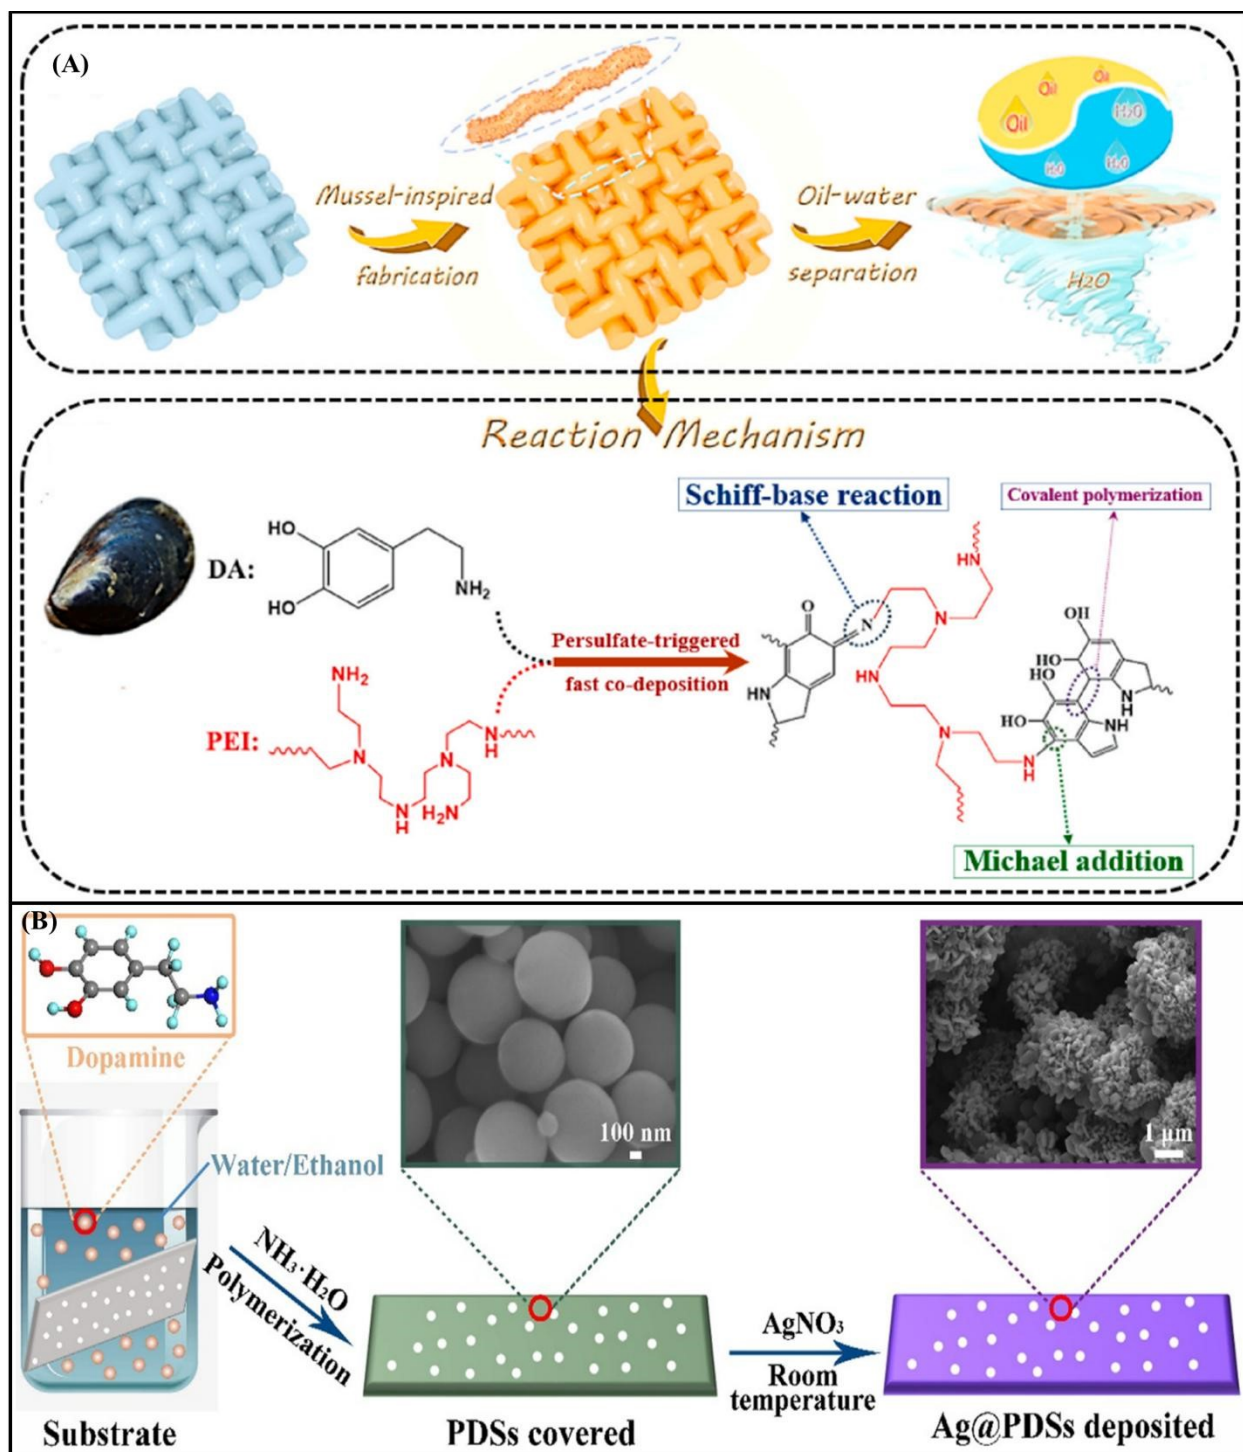 (A)
Mussel-inspired
fabrication
Oil-water
separation
Oil
Oil
H₂O
H₂O
H₂O
H2O
Reaction Mechanism
Schiff-base reaction
Covalent polymerization
DA:
HO
HO
NH₂
PEI:
NH₂
N
N
H
N
H
N
H₂N
Persulfate-triggered
fast co-deposition
O
N
HN
HN
N
HN
N
N
H
OH
HO
HO
HO
N
H
NH
Michael addition
(B)
Dopamine
Water/Ethanol
100 nm
1 μm
NH₃·H₂O
Polymerization
AgNO₃
Room
temperature
Substrate
PDSs covered
Ag@PDSs deposited